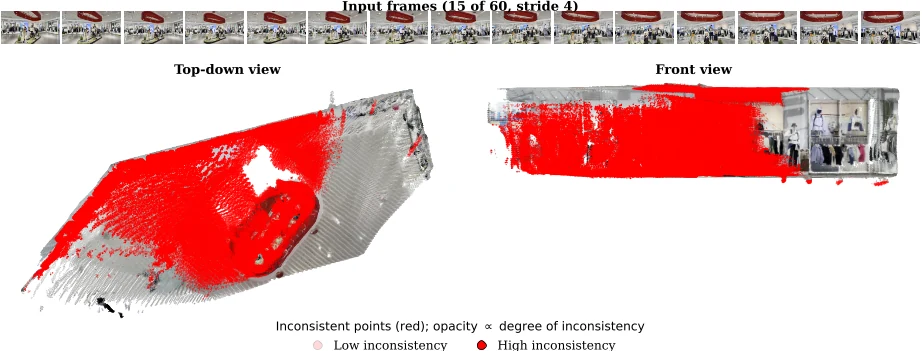 Input frames (15 of 60, stride 4)
Top-down view
Front view
Inconsistent points (red); opacity ∝ degree of inconsistency
Low inconsistency
High inconsistency